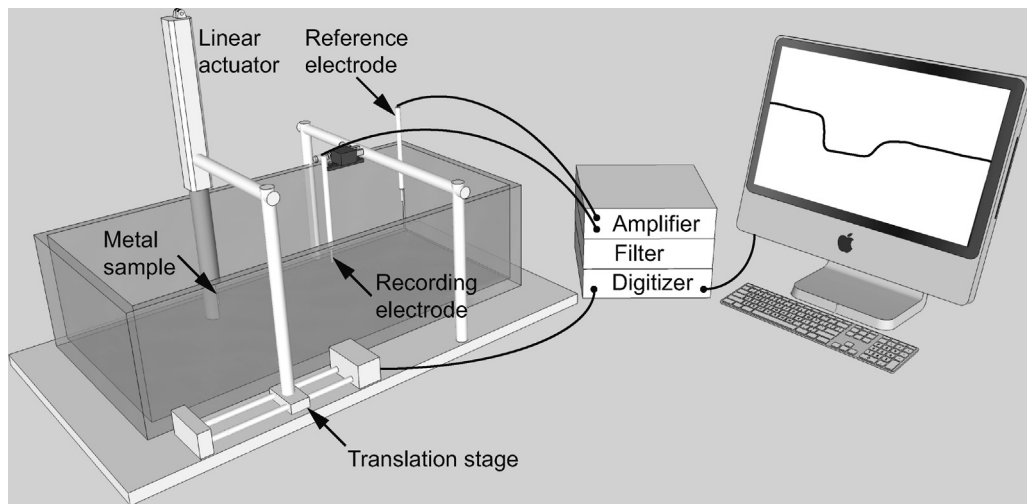 Linear
actuator
Reference
electrode
Metal
sample
Recording
electrode
Amplifier
Filter
Digitizer
Translation stage